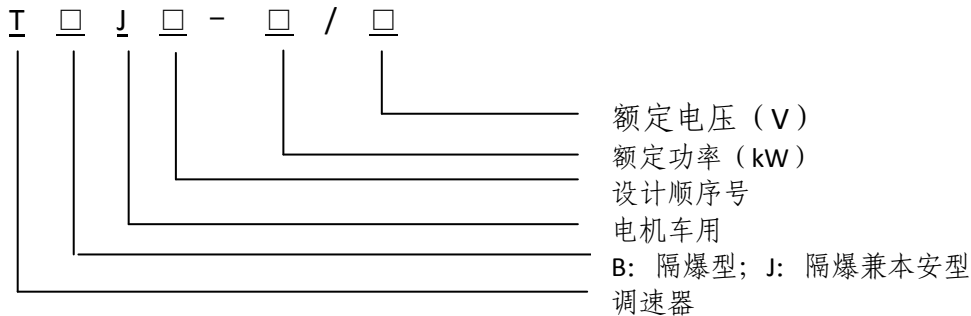 T □ J □ - □ / □
额定电压（V）
额定功率（kW）
设计顺序号
电机车用
B：隔爆型；J：隔爆兼本安型
调速器